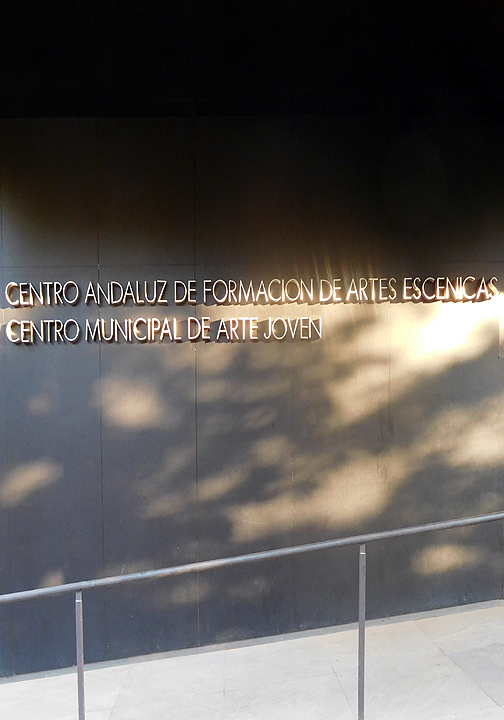 CENTRO ANDALUZ DE FORMACION DE ARTES ESCENICAS
CENTRO MUNICIPAL DE ARTE JOVEN